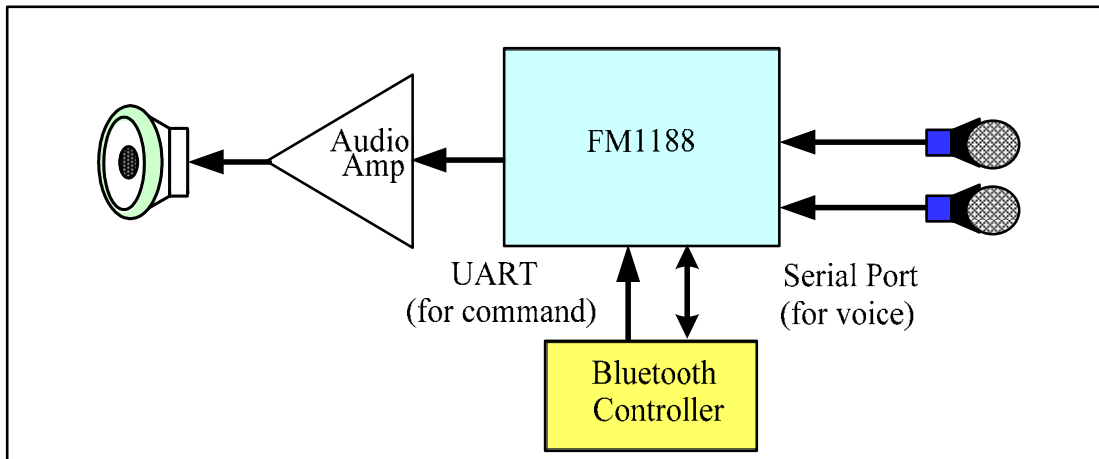 Audio
Amp
FM1188
UART
(for command)
Serial Port
(for voice)
Bluetooth
Controller